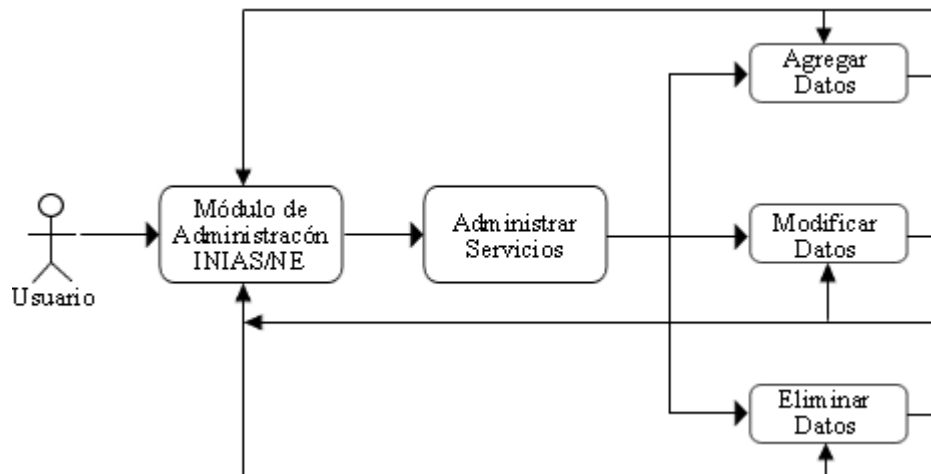 Agregar
Datos
Módulo de
Administracón
INIAS/NE
Administrar
Servicios
Modificar
Datos
Usuario
Eliminar
Datos